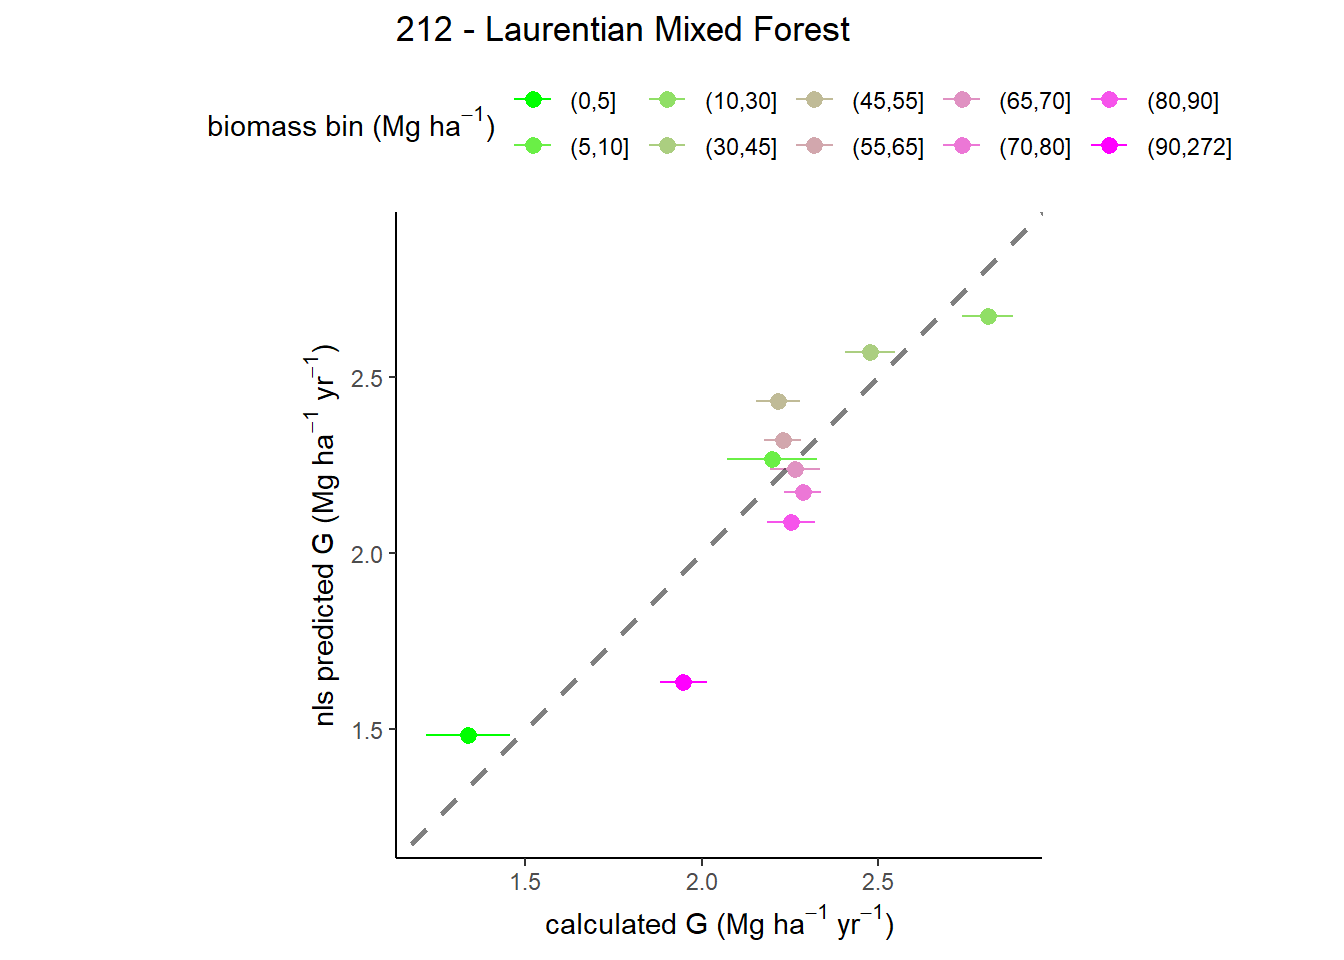 212 - Laurentian Mixed Forest
biomass bin (Mg ha⁻¹)
(0,5] (10,30] (45,55] (65,70] (80,90]
(5,10] (30,45] (55,65] (70,80] (90,272]
nls predicted G (Mg ha⁻¹ yr⁻¹)
2.5
2.0
1.5
1.5 2.0 2.5
calculated G (Mg ha⁻¹ yr⁻¹)